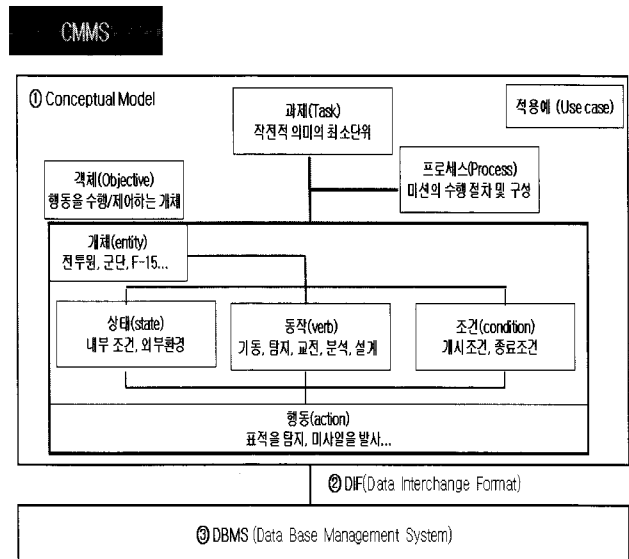 CMMS
① Conceptual Model
과제(Task)
작전적 의미의 최소단위
적용예 (Use case)
객체(Objective)
행동을 수행/제어하는 개체
프로세스(Process)
미션의 수행 절차 및 구성
개체(entity)
전투원, 군단, F-15...
상태(state)
내부 조건, 외부환경
동작(verb)
기동, 탐지, 교전, 분석, 설계
조건(condition)
개시조건, 종료조건
행동(action)
표적을 탐지, 미사일을 발사...
② DIF(Data Interchange Format)
③ DBMS (Data Base Management System)